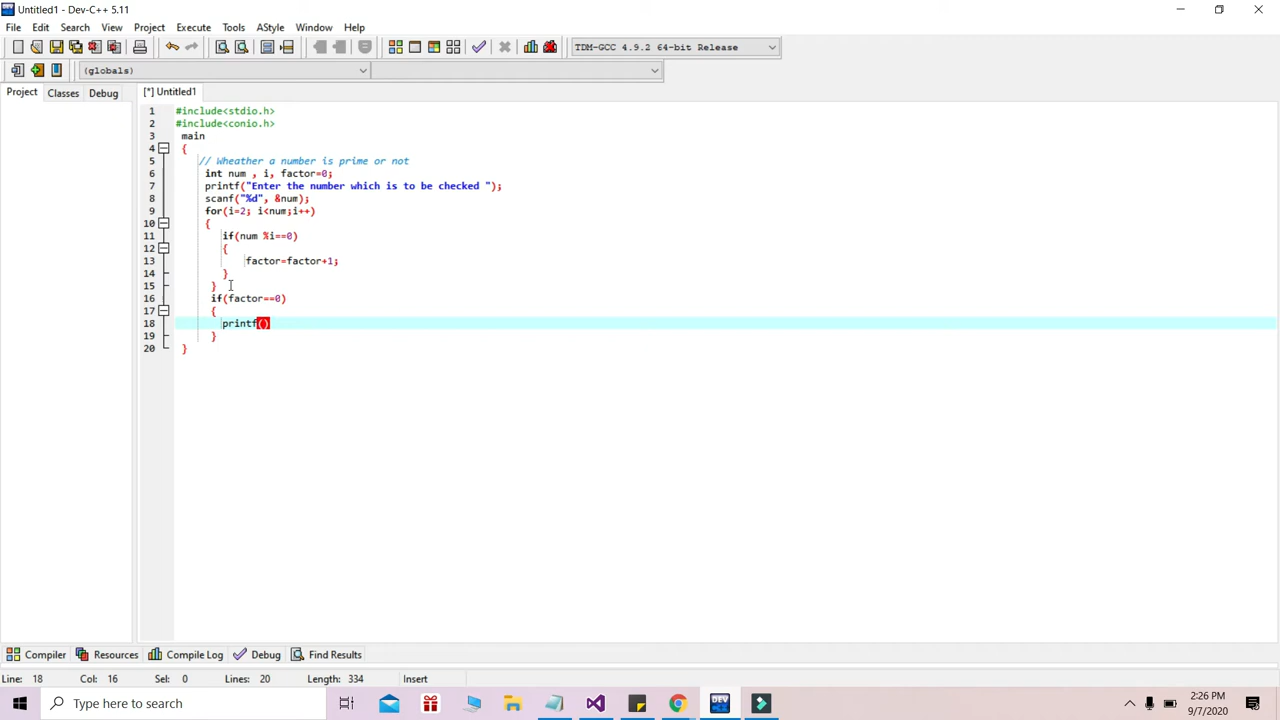 Untitled1 - Dev-C++ 5.11
File Edit Search View Project Execute Tools AStyle Window Help
TDM-GCC 4.9.2 64-bit Release
(globals)
Project Classes Debug [*] Untitled1
1 #include<stdio.h>
2 #include<conio.h>
3 main
4 {
5 // Wheather a number is prime or not
6 int num , i, factor=0;
7 printf("Enter the number which is to be checked ");
8 scanf("%d", &num);
9 for(i=2; i<num;i++)
10 {
11 if(num %i==0)
12 {
13 factor=factor+1;
14 }
15 }
16 if(factor==0)
17 {
18 printf()
19 }
20 }
Compiler Resources Compile Log Debug Find Results
Line: 18 Col: 16 Sel: 0 Lines: 20 Length: 334 Insert
Type here to search
DEV
2:26 PM
9/7/2020